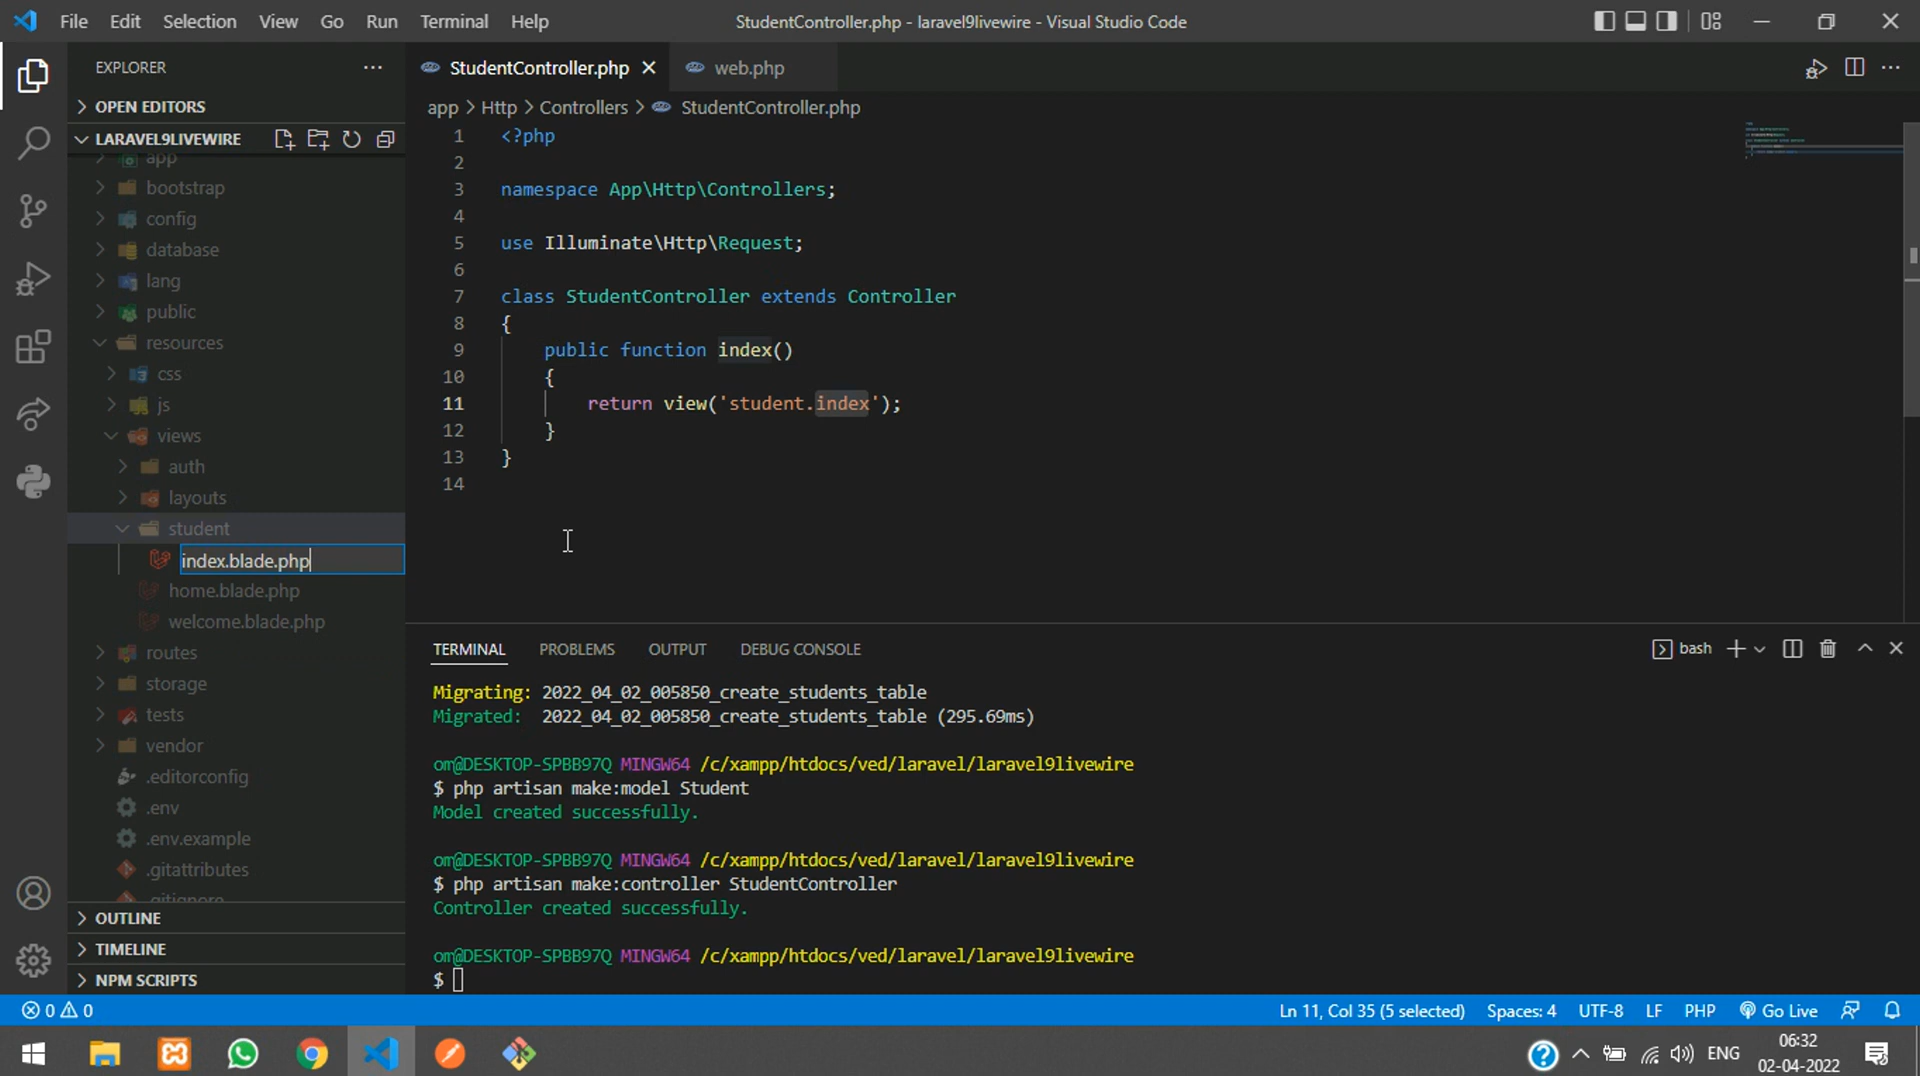 File Edit Selection View Go Run Terminal Help
StudentController.php - laravel9livewire - Visual Studio Code
EXPLORER
OPEN EDITORS
LARAVEL9LIVEWIRE
app
bootstrap
config
database
lang
public
resources
css
js
views
auth
layouts
student
index.blade.php
home.blade.php
welcome.blade.php
routes
storage
tests
vendor
.editorconfig
.env
.env.example
.gitattributes
.gitignore
OUTLINE
TIMELINE
NPM SCRIPTS
StudentController.php web.php
app > Http > Controllers > StudentController.php
1 <?php
2
3 namespace App\Http\Controllers;
4
5 use Illuminate\Http\Request;
6
7 class StudentController extends Controller
8 {
9 public function index()
10 {
11 return view('student.index');
12 }
13 }
14
TERMINAL PROBLEMS OUTPUT DEBUG CONSOLE
bash
Migrating: 2022_04_02_005850_create_students_table
Migrated: 2022_04_02_005850_create_students_table (295.69ms)
om@DESKTOP-SPBB97Q MINGW64 /c/xampp/htdocs/ved/laravel/laravel9livewire
$ php artisan make:model Student
Model created successfully.
om@DESKTOP-SPBB97Q MINGW64 /c/xampp/htdocs/ved/laravel/laravel9livewire
$ php artisan make:controller StudentController
Controller created successfully.
om@DESKTOP-SPBB97Q MINGW64 /c/xampp/htdocs/ved/laravel/laravel9livewire
$
0 0
Ln 11, Col 35 (5 selected) Spaces: 4 UTF-8 LF PHP Go Live
ENG
06:32
02-04-2022